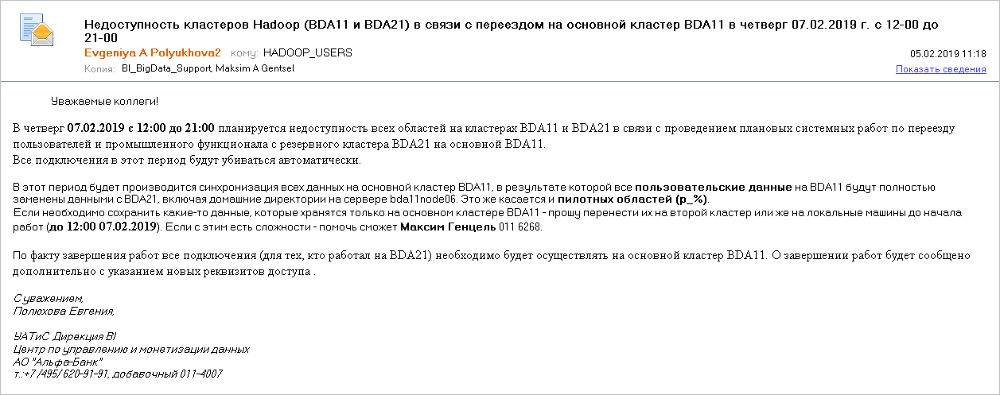 Недоступность кластеров Hadoop (BDA11 и BDA21) в связи с переездом на основной кластер BDA11 в четверг 07.02.2019 г. с 12-00 до
21-00
Evgeniya A Polyukhova2 кому: HADOOP_USERS
05.02.2019 11:18
Копия: BI_BigData_Support, Maksim A Gentsel
Показать сведения
Уважаемые коллеги!
В четверг 07.02.2019 с 12:00 до 21:00 планируется недоступность всех областей на кластерах BDA11 и BDA21 в связи с проведением плановых системных работ по переезду
пользователей и промышленного функционала с резервного кластера BDA21 на основной BDA11.
Все подключения в этот период будут убиваться автоматически.
В этот период будет производится синхронизация всех данных на основной кластер BDA11, в результате которой все пользовательские данные на BDA11 будут полностью
заменены данными с BDA21, включая домашние директории на сервере bda11node06. Это же касается и пилотных областей (p_%).
Если необходимо сохранить какие-то данные, которые хранятся только на основном кластере BDA11 - прошу перенести их на второй кластер или же на локальные машины до начала
работ (до 12:00 07.02.2019). Если с этим есть сложности - помочь сможет Максим Генцель 011 6268.
По факту завершения работ все подключения (для тех, кто работал на BDA21) необходимо будет осуществлять на основной кластер BDA11. О завершении работ будет сообщено
дополнительно с указанием новых реквизитов доступа .
С уважением,
Полюхова Евгения,
УАТиС Дирекция BI
Центр по управлению и монетизации данных
АО "Альфа-Банк"
т.:+7 /495/ 620-91-91, добавочный 011-4007